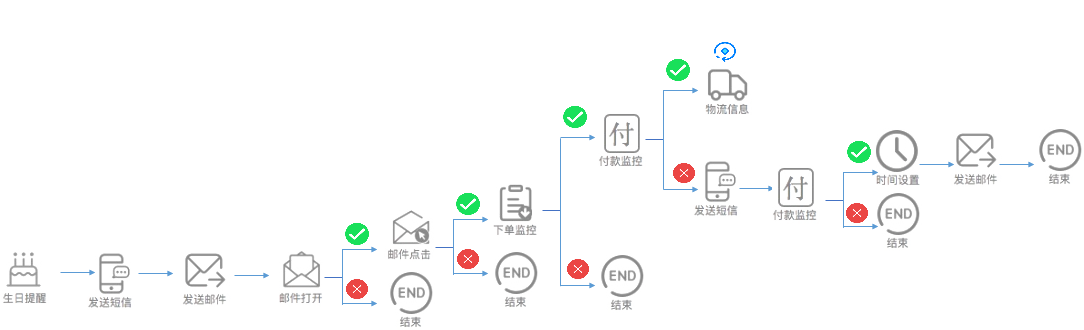 生日提醒
发送短信
发送邮件
邮件打开
邮件点击
END
结束
下单监控
END
结束
付
付款监控
END
结束
物流信息
发送短信
付
付款监控
时间设置
发送邮件
END
结束
END
结束